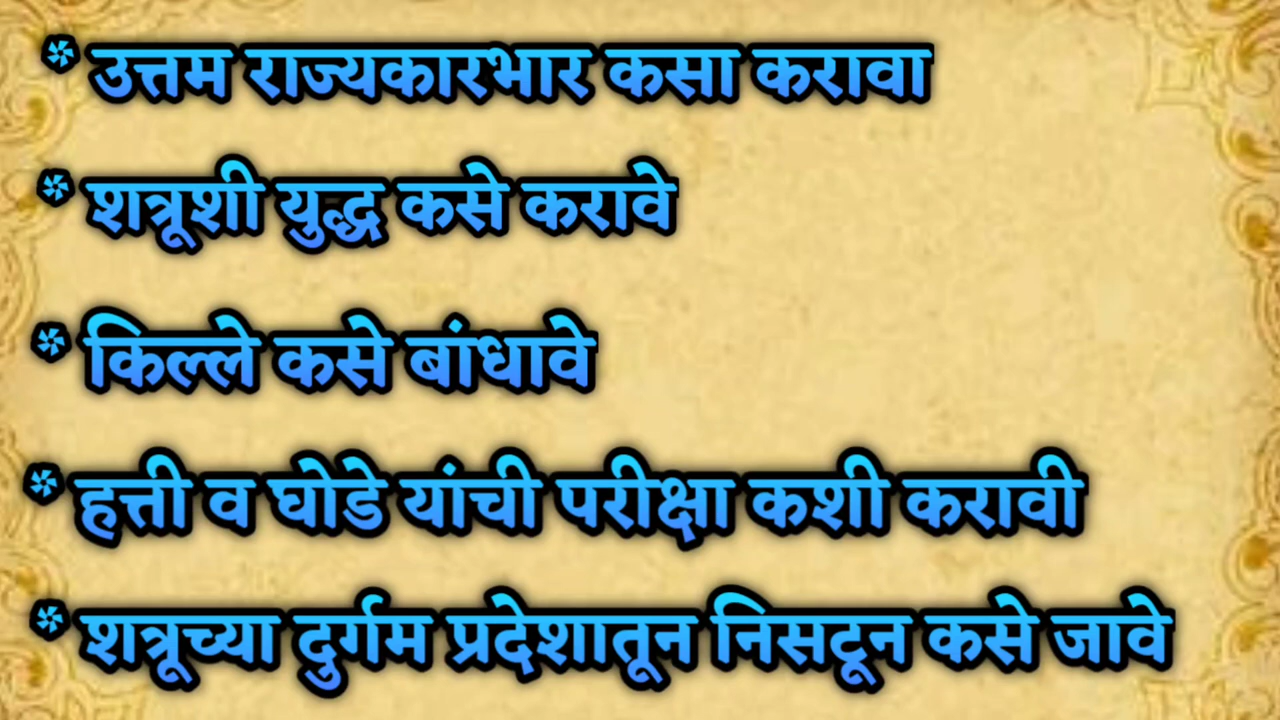 * उत्तम राज्यकारभार कसा करावा
* शत्रूशी युद्ध कसे करावे
* किल्ले कसे बांधावे
* हत्ती व घोडे यांची परीक्षा कशी करावी
* शत्रूच्या दुर्गम प्रदेशातून निसटून कसे जावे